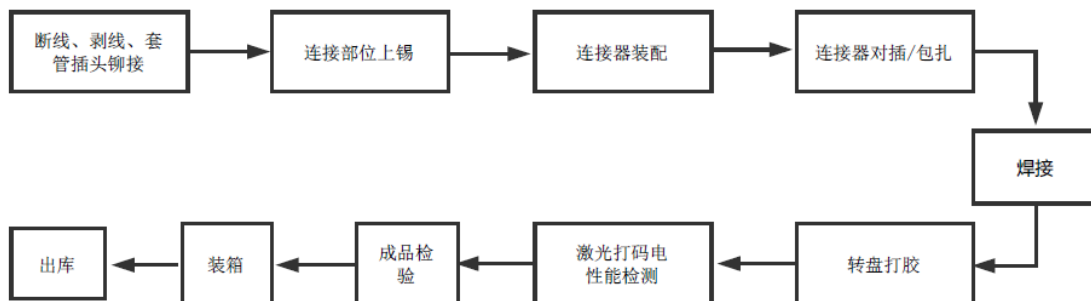 断线、剥线、套
管插头铆接
连接部位上锡
连接器装配
连接器对插/包扎
焊接
转盘打胶
激光打码电
性能检测
成品检
验
装箱
出库